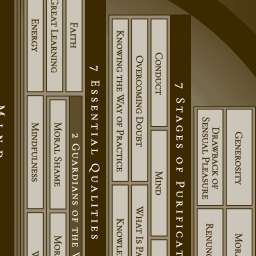 Generosity
Drawback of
Sensual Pleasure
7 Stages of Purificat
Conduct
Mind
Overcoming Doubt
What Is Pa
Knowing the Way of Practice
Knowle
7 Essential Qualities
Faith
Great Learning
Energy
2 Guardians of the W
Moral Shame
Mor
Mindfulness
Mora
Renun
Mind